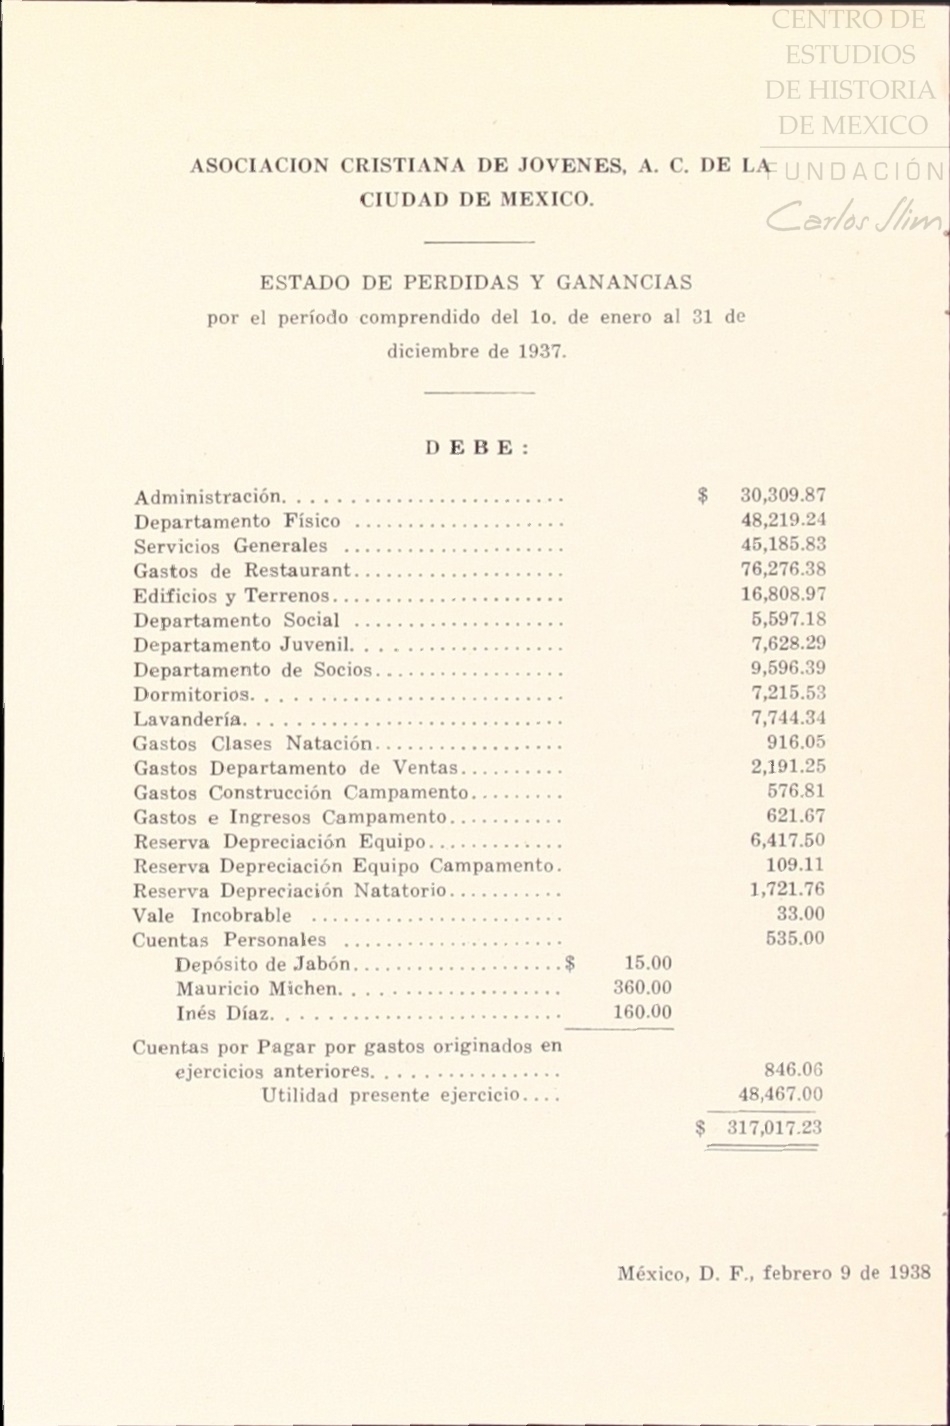 CENTRO DE
ESTUDIOS
DE HISTORIA
DE MEXICO
FUNDACIÓN
Carlos Slim
ASOCIACION CRISTIANA DE JOVENES, A. C. DE LA
CIUDAD DE MEXICO.
ESTADO DE PERDIDAS Y GANANCIAS
por el período comprendido del 1o. de enero al 31 de
diciembre de 1937.
DEBE:
Administración. . . . . . . . . . . . . . . . . . . . . . . . . $ 30,309.87
Departamento Físico . . . . . . . . . . . . . . . . . . . 48,219.24
Servicios Generales . . . . . . . . . . . . . . . . . . . . 45,185.83
Gastos de Restaurant. . . . . . . . . . . . . . . . . . . 76,276.38
Edificios y Terrenos. . . . . . . . . . . . . . . . . . . . . 16,808.97
Departamento Social . . . . . . . . . . . . . . . . . . . 5,597.18
Departamento Juvenil. . . . . . . . . . . . . . . . . . . 7,628.29
Departamento de Socios. . . . . . . . . . . . . . . . . 9,596.39
Dormitorios. . . . . . . . . . . . . . . . . . . . . . . . . . . . 7,215.53
Lavandería. . . . . . . . . . . . . . . . . . . . . . . . . . . . . 7,744.34
Gastos Clases Natación. . . . . . . . . . . . . . . . . 916.05
Gastos Departamento de Ventas. . . . . . . . . . 2,191.25
Gastos Construcción Campamento. . . . . . . . . 576.81
Gastos e Ingresos Campamento. . . . . . . . . . . 621.67
Reserva Depreciación Equipo. . . . . . . . . . . . . 6,417.50
Reserva Depreciación Equipo Campamento. 109.11
Reserva Depreciación Natatorio. . . . . . . . . . . 1,721.76
Vale Incobrable . . . . . . . . . . . . . . . . . . . . . . . 33.00
Cuentas Personales . . . . . . . . . . . . . . . . . . . . 535.00
Depósito de Jabón. . . . . . . . . . . . . . . . . . . . $ 15.00
Mauricio Michen. . . . . . . . . . . . . . . . . . . . 360.00
Inés Díaz. . . . . . . . . . . . . . . . . . . . . . . . . . 160.00
Cuentas por Pagar por gastos originados en
ejercicios anteriores. . . . . . . . . . . . . . . . . 846.06
Utilidad presente ejercicio. . . . 48,467.00
$ 317,017.23
México, D. F., febrero 9 de 1938